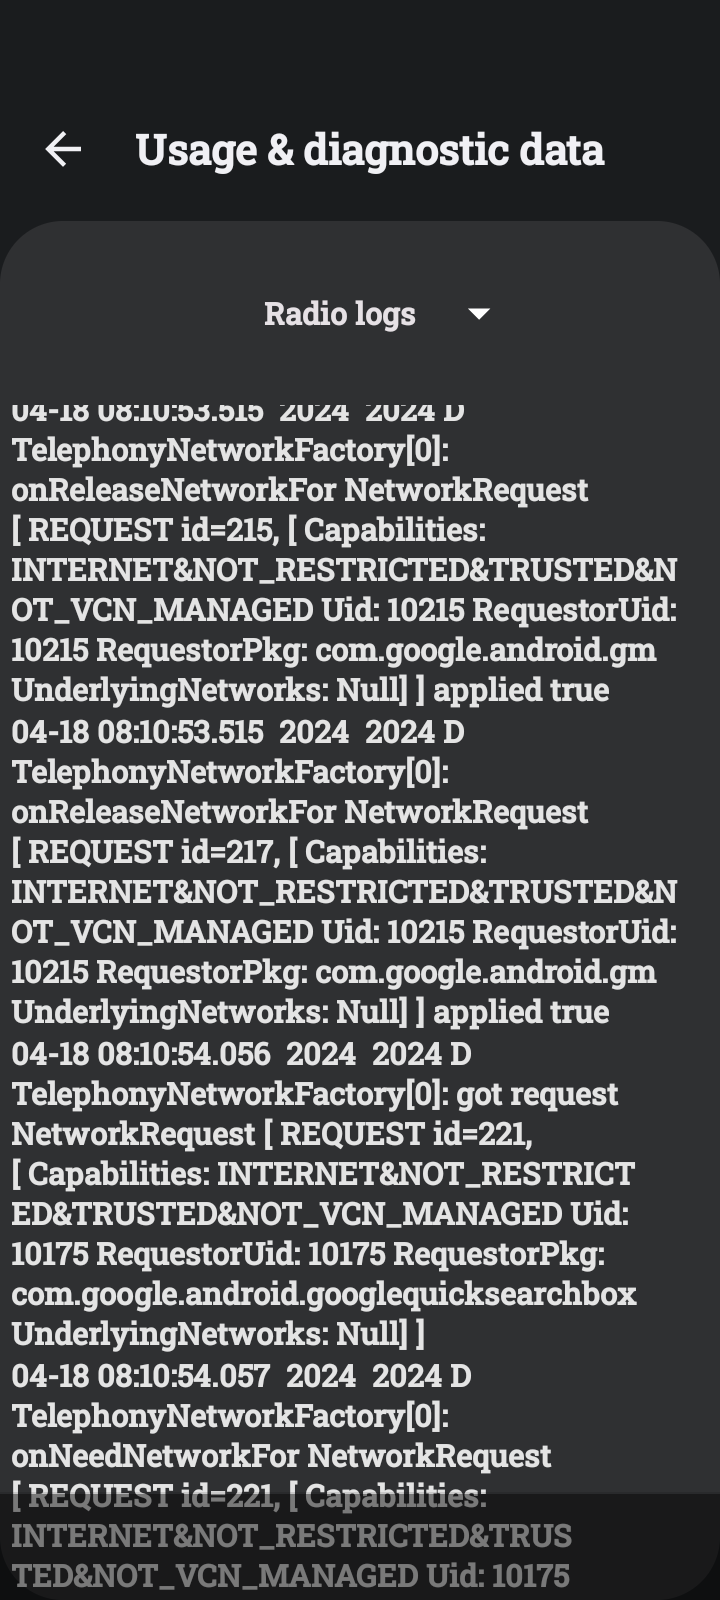 Usage & diagnostic data
Radio logs
04-18 08:10:53.515  2024  2024 D
TelephonyNetworkFactory[0]:
onReleaseNetworkFor NetworkRequest
[ REQUEST id=215, [ Capabilities:
INTERNET&NOT_RESTRICTED&TRUSTED&N
OT_VCN_MANAGED Uid: 10215 RequestorUid:
10215 RequestorPkg: com.google.android.gm
UnderlyingNetworks: Null] ] applied true
04-18 08:10:53.515  2024  2024 D
TelephonyNetworkFactory[0]:
onReleaseNetworkFor NetworkRequest
[ REQUEST id=217, [ Capabilities:
INTERNET&NOT_RESTRICTED&TRUSTED&N
OT_VCN_MANAGED Uid: 10215 RequestorUid:
10215 RequestorPkg: com.google.android.gm
UnderlyingNetworks: Null] ] applied true
04-18 08:10:54.056  2024  2024 D
TelephonyNetworkFactory[0]: got request
NetworkRequest [ REQUEST id=221,
[ Capabilities: INTERNET&NOT_RESTRICT
ED&TRUSTED&NOT_VCN_MANAGED Uid:
10175 RequestorUid: 10175 RequestorPkg:
com.google.android.googlequicksearchbox
UnderlyingNetworks: Null] ]
04-18 08:10:54.057  2024  2024 D
TelephonyNetworkFactory[0]:
onNeedNetworkFor NetworkRequest
[ REQUEST id=221, [ Capabilities:
INTERNET&NOT_RESTRICTED&TRUS
TED&NOT_VCN_MANAGED Uid: 10175